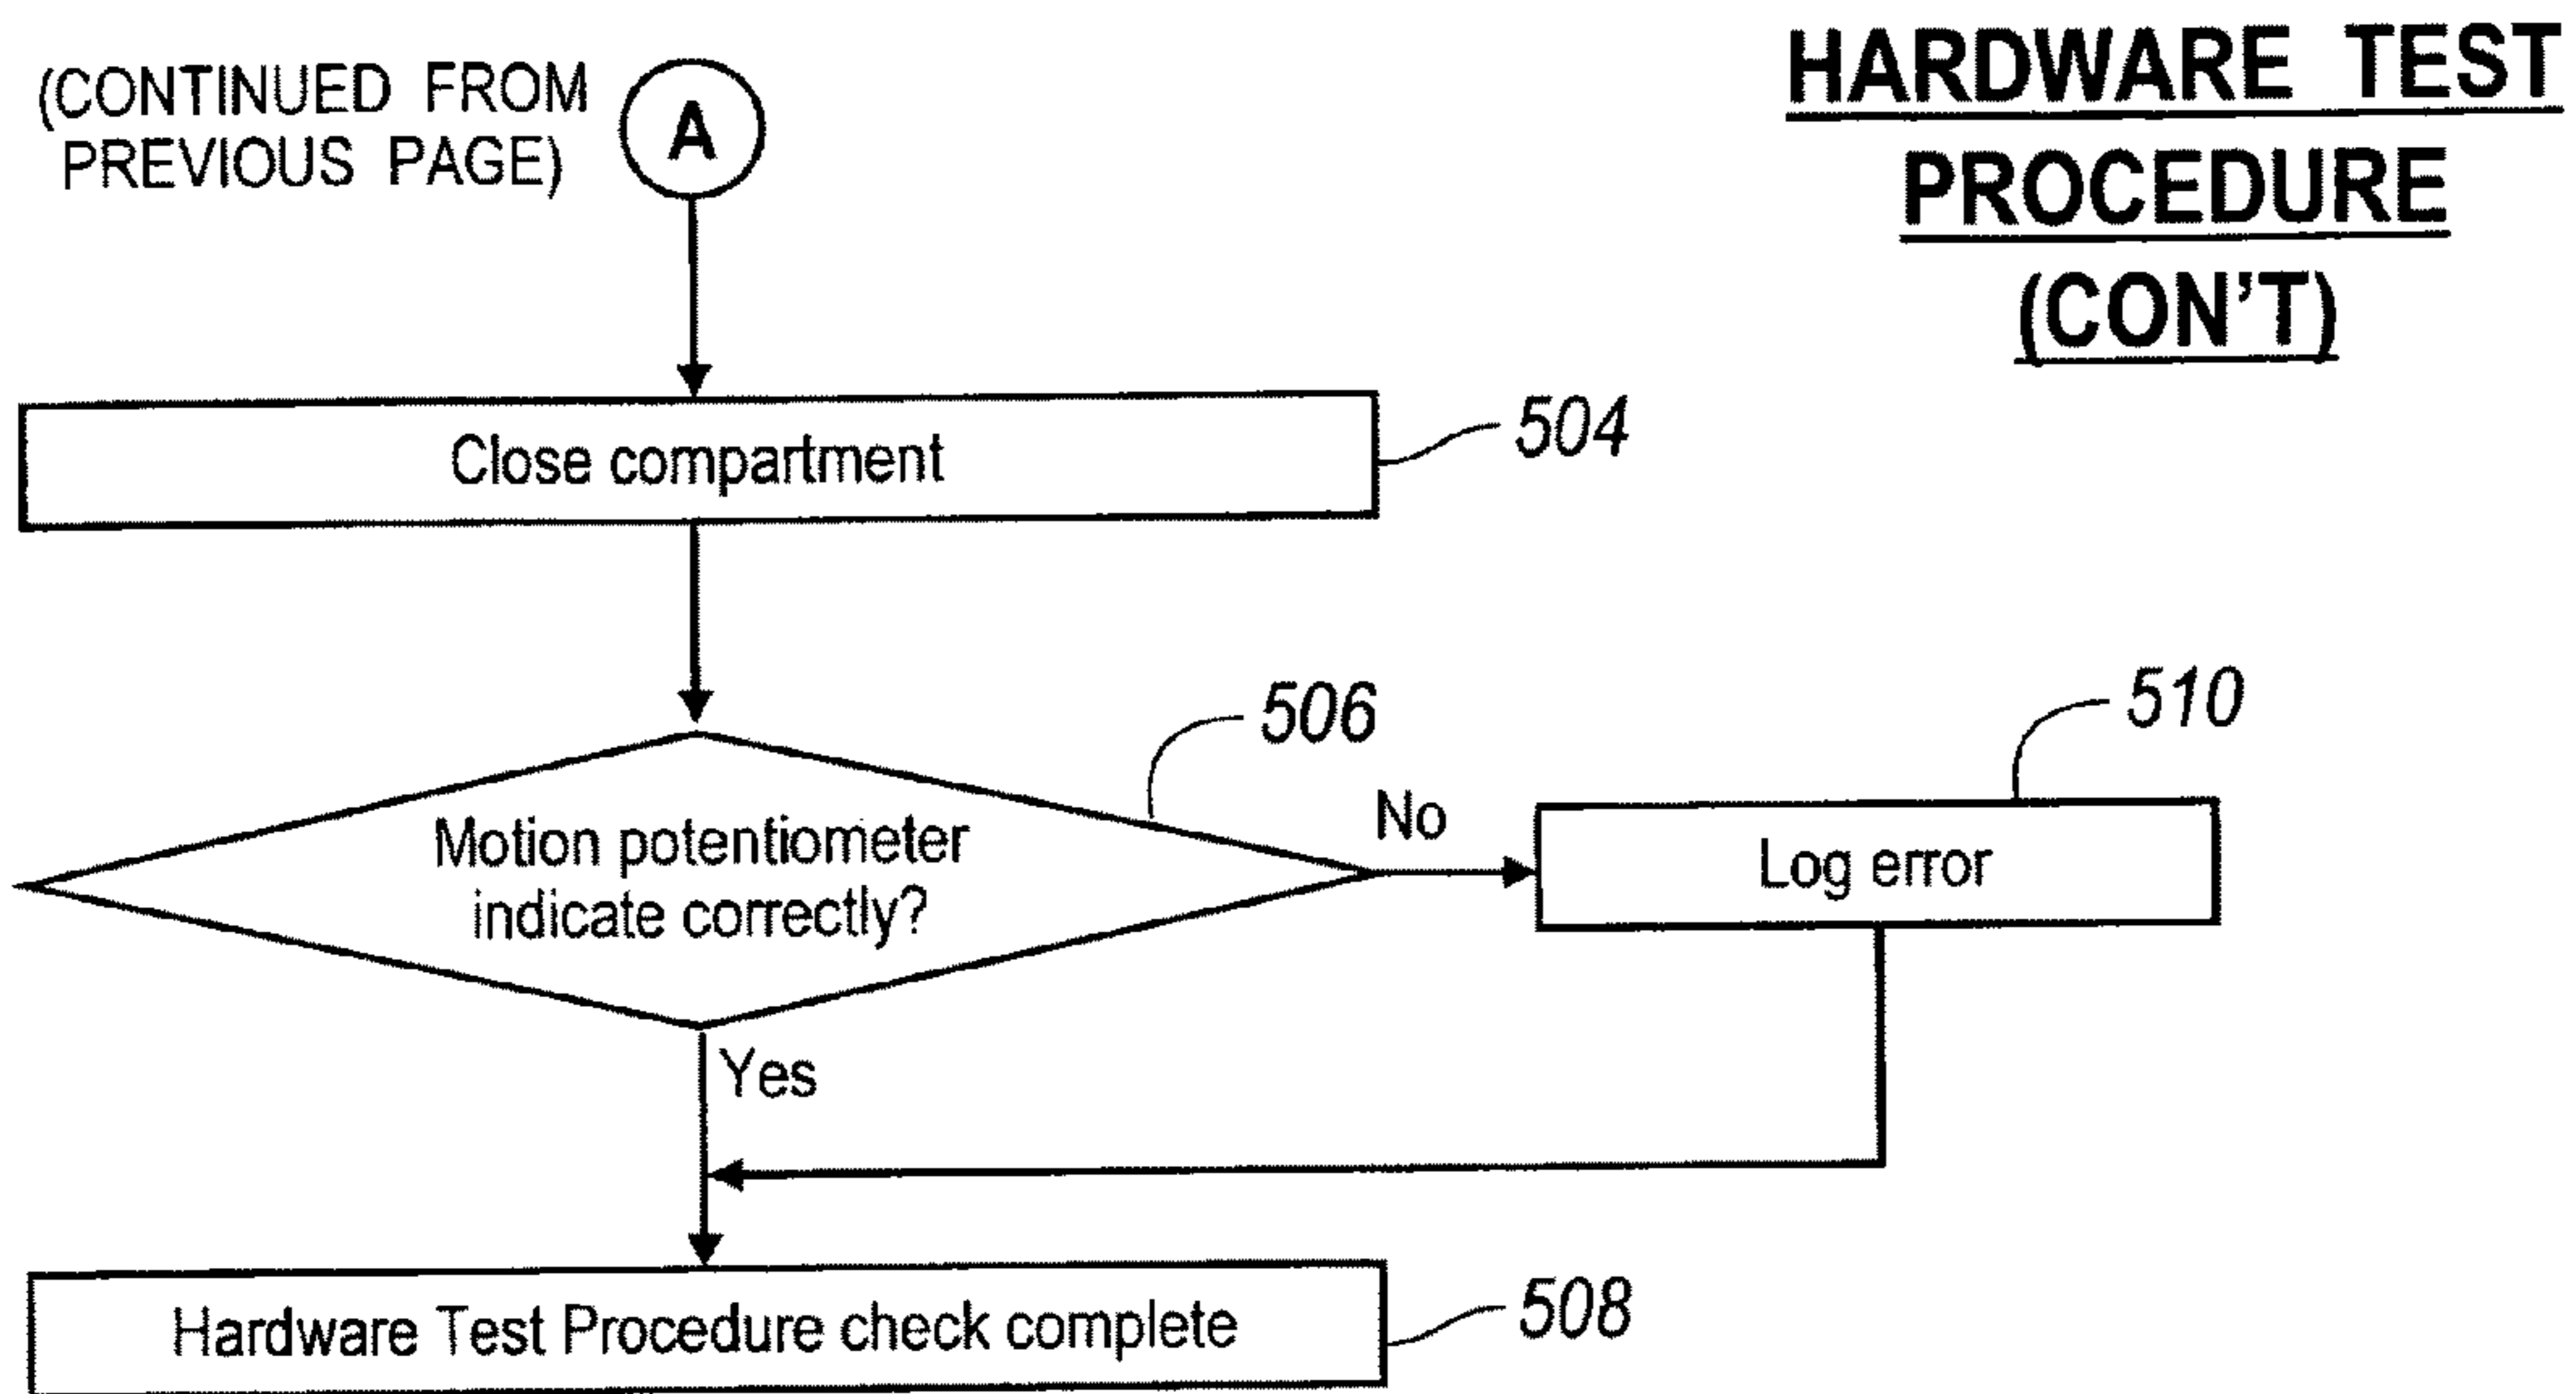 HARDWARE TEST
PROCEDURE
(CON'T)
(CONTINUED FROM
PREVIOUS PAGE)
A
Close compartment
504
Motion potentiometer
indicate correctly?
506
No
Log error
510
Yes
Hardware Test Procedure check complete
508